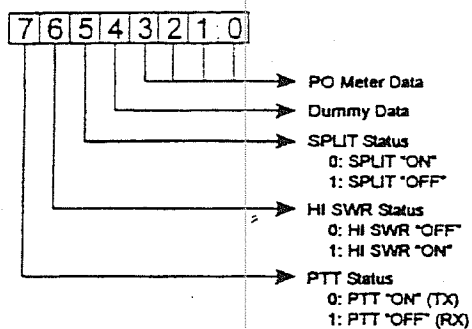 7 6 5 4 3 2 1 0
PO Meter Data
Dummy Data
SPLIT Status
0: SPLIT "ON"
1: SPLIT "OFF"
HI SWR Status
0: HI SWR "OFF"
1: HI SWR "ON"
PTT Status
0: PTT "ON" (TX)
1: PTT "OFF" (RX)